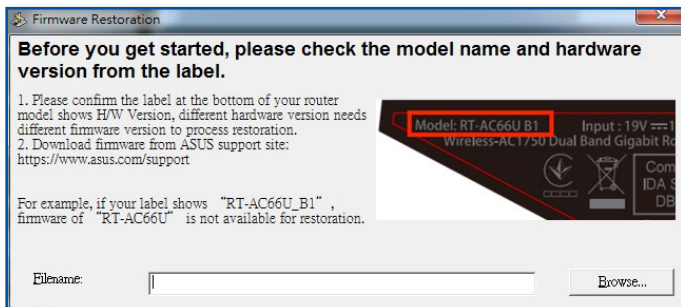 Firmware Restoration
Before you get started, please check the model name and hardware
version from the label.
1. Please confirm the label at the bottom of your router
model shows H/W Version, different hardware version needs
different firmware version to process restoration.
2. Download firmware from ASUS support site:
https://www.asus.com/support
For example, if your label shows “RT-AC66U_B1”,
firmware of “RT-AC66U” is not available for restoration.
Model: RT-AC66U B1 Input : 19V
Wireless-AC1750 Dual Band Gigabit
Com
IDA
DB
Filename:
Browse...